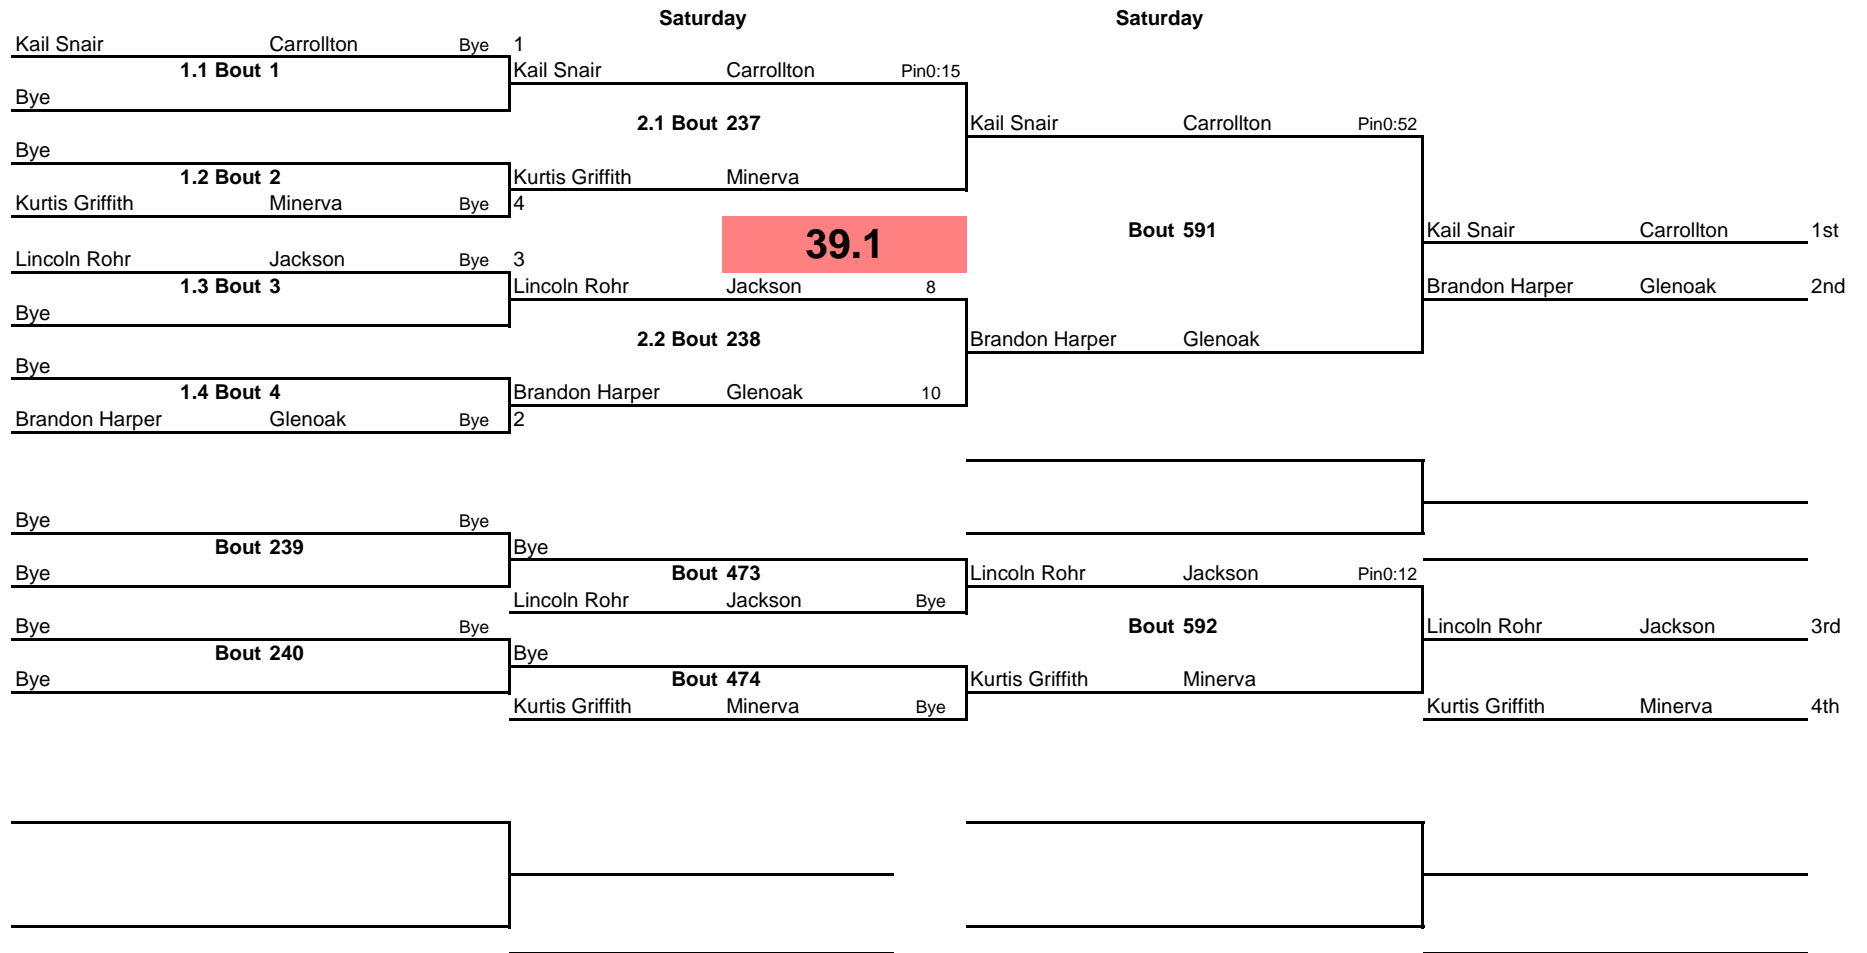 Saturday Saturday
Kail Snair Carrollton Bye 1
1.1 Bout 1 Kail Snair Carrollton Pin0:15
Bye
2.1 Bout 237 Kail Snair Carrollton Pin0:52
Bye
1.2 Bout 2 Kurtis Griffith Minerva
Kurtis Griffith Minerva Bye 4
39.1 Bout 591 Kail Snair Carrollton 1st
Lincoln Rohr Jackson Bye 3
1.3 Bout 3 Lincoln Rohr Jackson 8 Brandon Harper Glenoak 2nd
Bye
2.2 Bout 238 Brandon Harper Glenoak
Bye
1.4 Bout 4 Brandon Harper Glenoak 10
Brandon Harper Glenoak Bye 2
Bye Bye
Bout 239 Bye
Bye Bout 473 Lincoln Rohr Jackson Pin0:12
Lincoln Rohr Jackson Bye
Bye Bye Bout 592 Lincoln Rohr Jackson 3rd
Bout 240 Bye
Bye Bout 474 Kurtis Griffith Minerva
Kurtis Griffith Minerva Bye Kurtis Griffith Minerva 4th